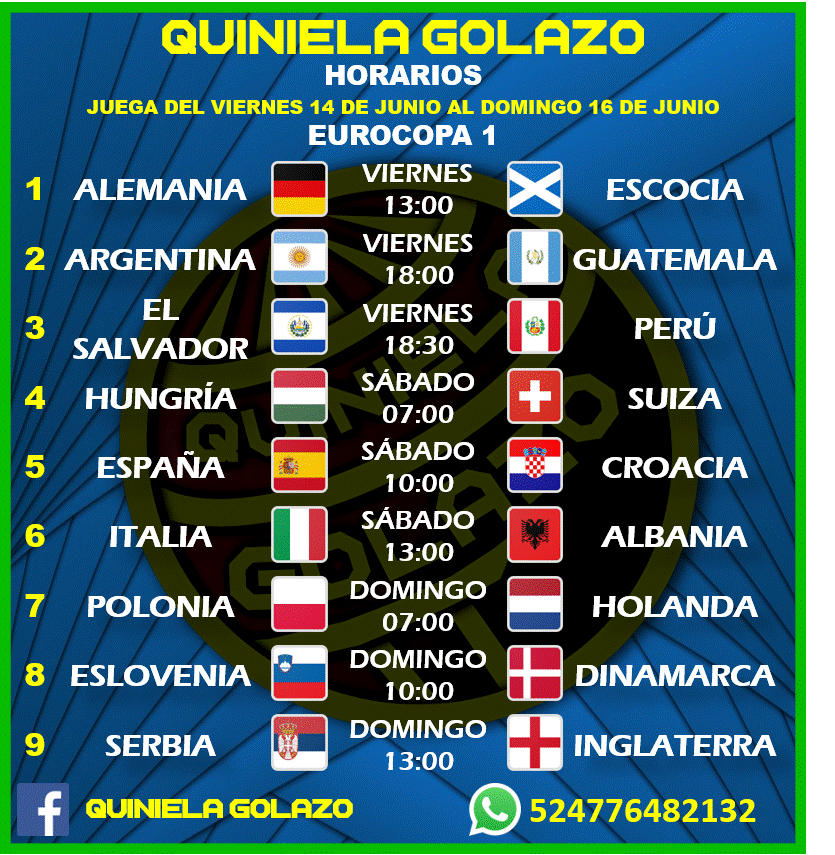 QUINIELA GOLAZO
HORARIOS
JUEGA DEL VIERNES 14 DE JUNIO AL DOMINGO 16 DE JUNIO
EUROCOPA 1
1 ALEMANIA VIERNES 13:00 ESCOCIA
2 ARGENTINA VIERNES 18:00 GUATEMALA
3 EL SALVADOR VIERNES 18:30 PERÚ
4 HUNGRÍA SÁBADO 07:00 SUIZA
5 ESPAÑA SÁBADO 10:00 CROACIA
6 ITALIA SÁBADO 13:00 ALBANIA
7 POLONIA DOMINGO 07:00 HOLANDA
8 ESLOVENIA DOMINGO 10:00 DINAMARCA
9 SERBIA DOMINGO 13:00 INGLATERRA
QUINIELA GOLAZO 524776482132
QUINIELO
GOLAZO